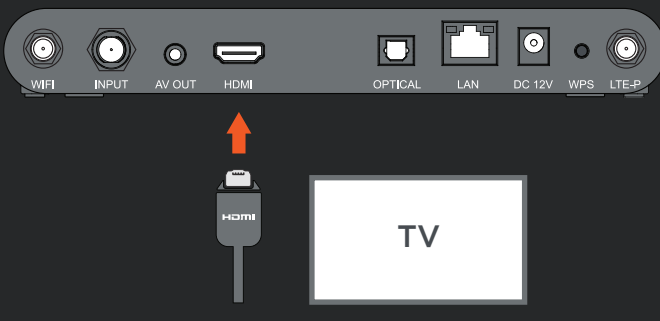 WIFI INPUT AV OUT HDMI OPTICAL LAN DC 12V WPS LTE-P
HDMI
TV